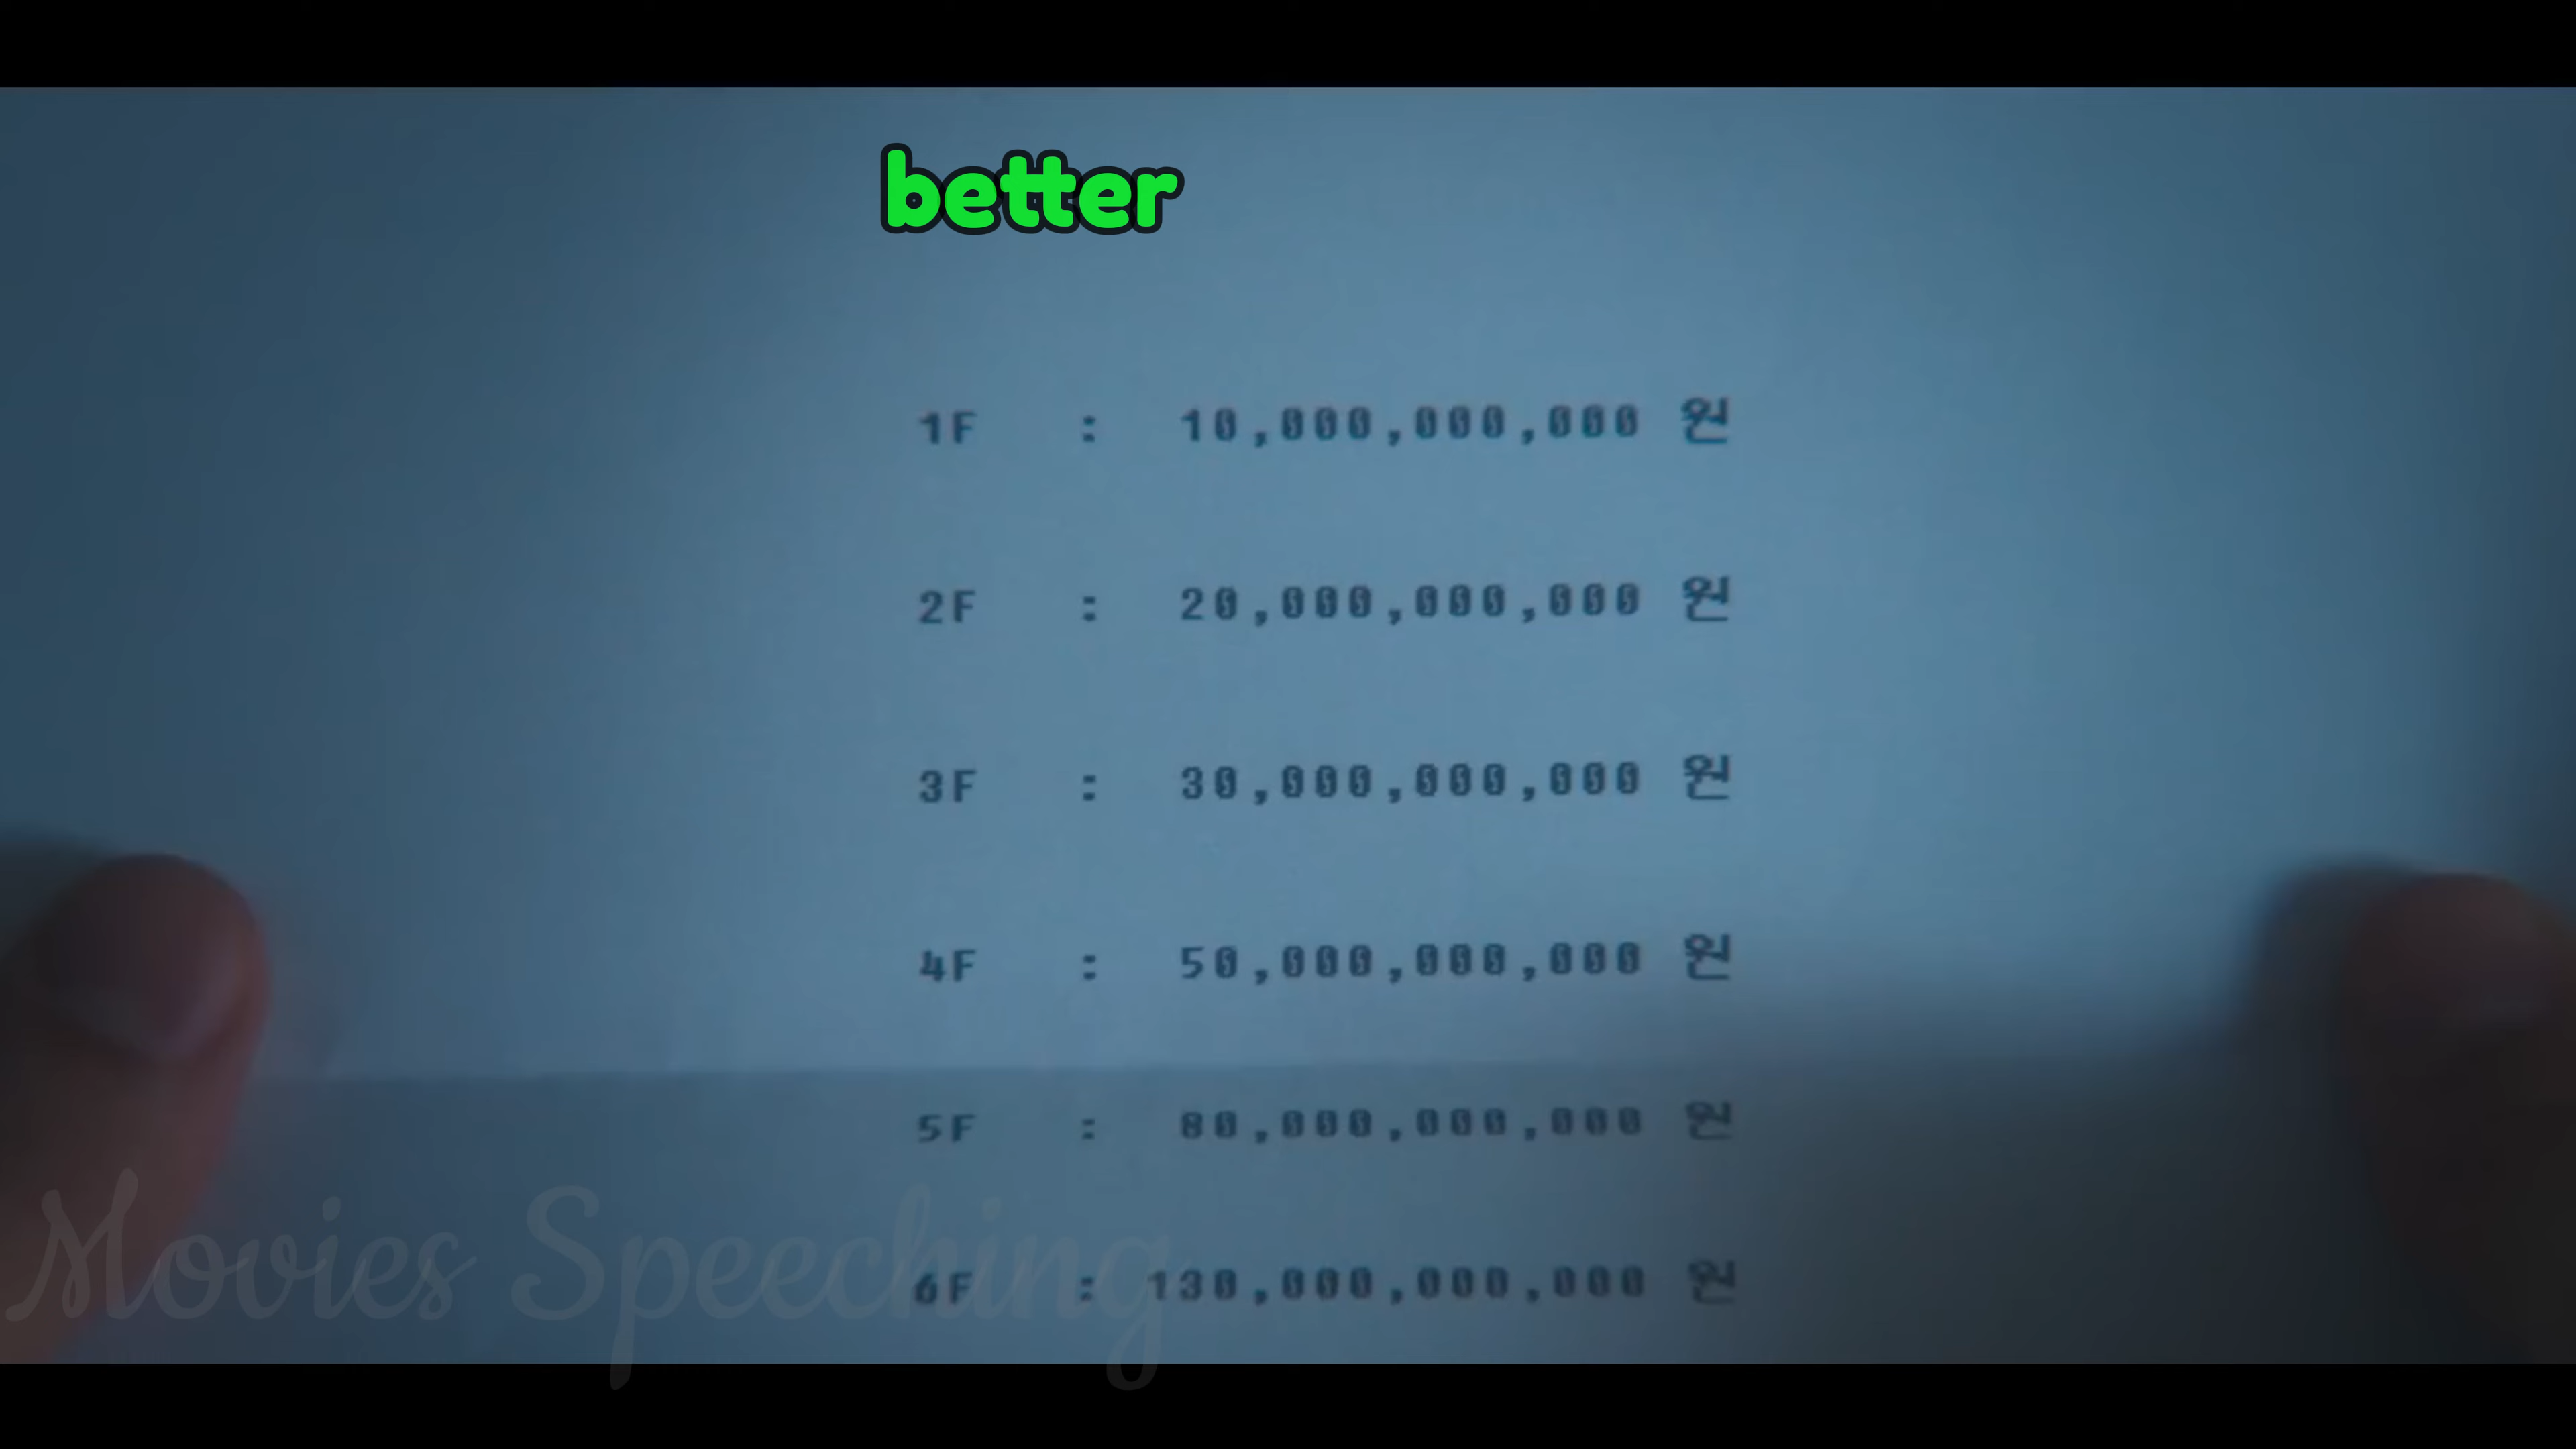 better
1F : 10,000,000,000 원
2F : 20,000,000,000 원
3F : 30,000,000,000 원
4F : 50,000,000,000 원
5F : 80,000,000,000 원
6F : 130,000,000,000 원
Movies Speeching